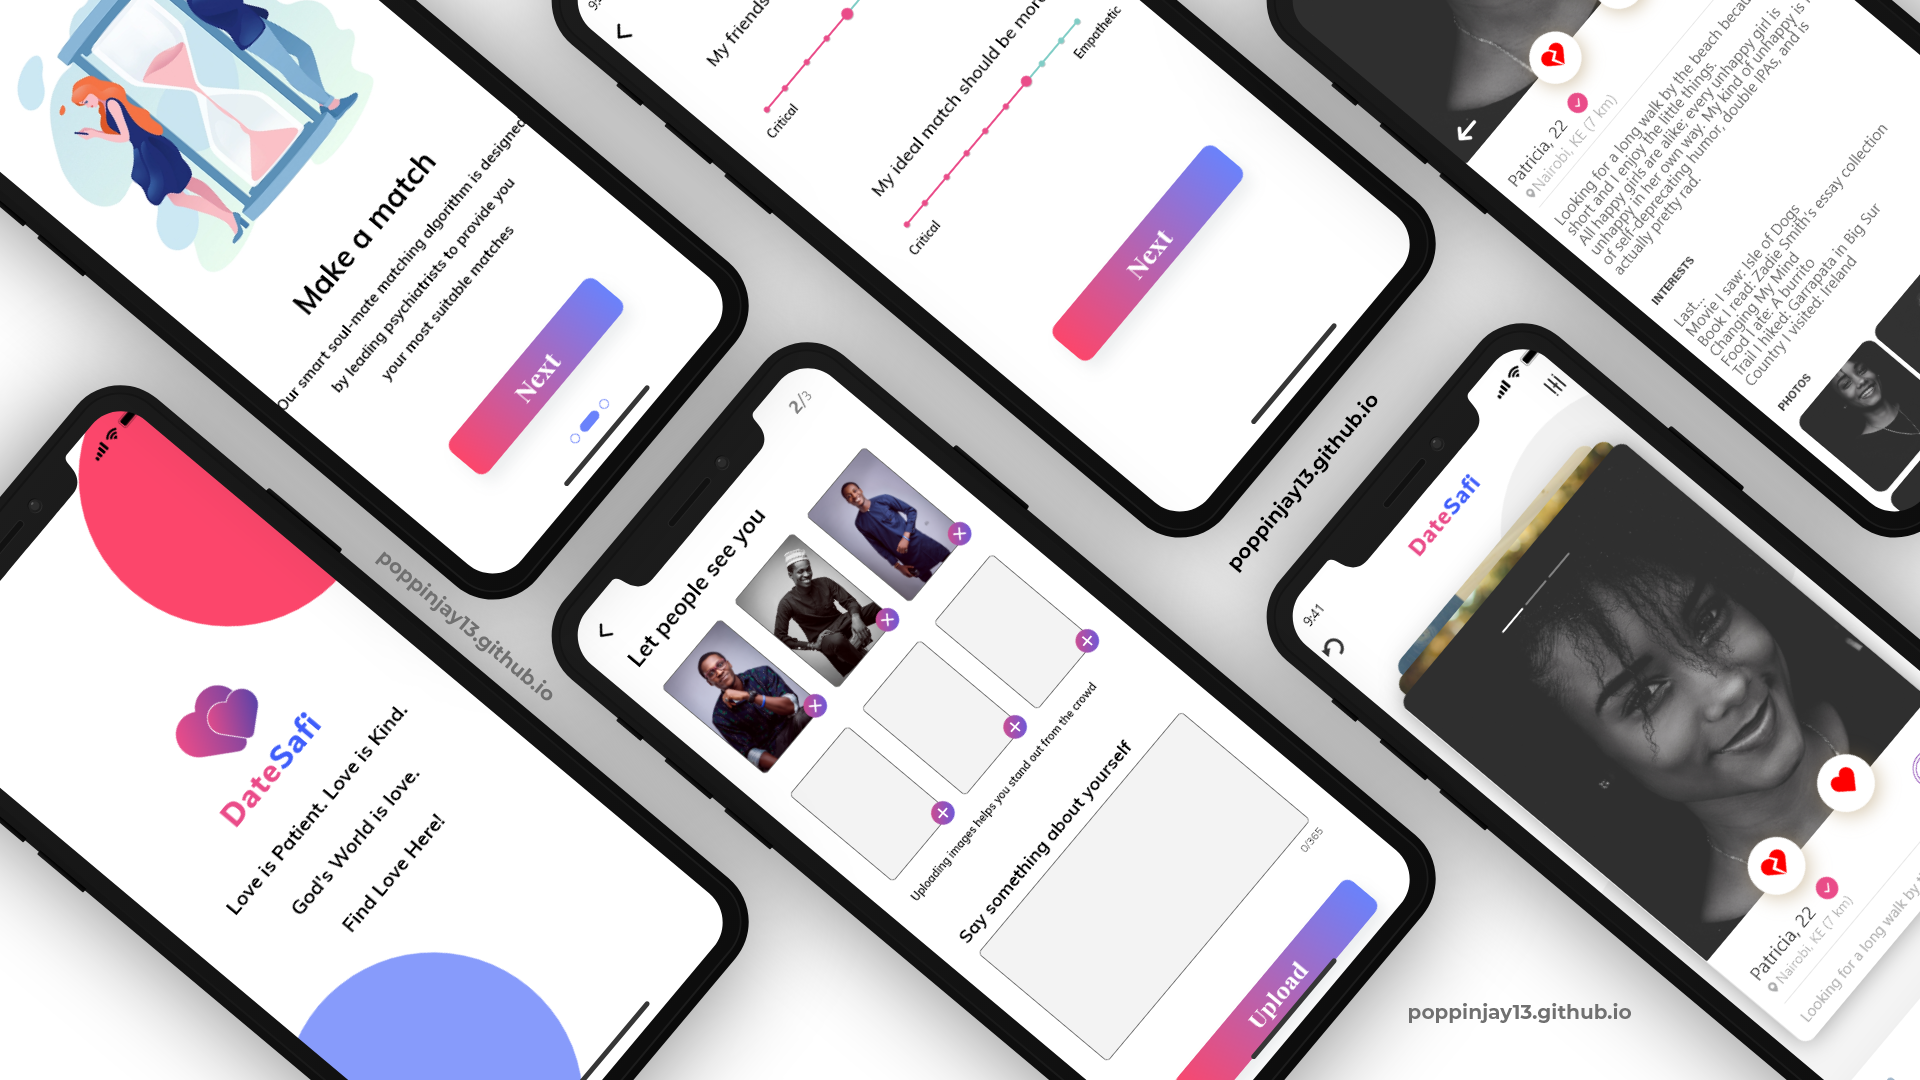 Make a match
Our smart soul-mate matching algorithm is designed
by leading psychiatrists to provide you
your most suitable matches
Next
My friends
Critical
My ideal match should be more
Critical
Empathetic
Next
Patricia, 22
Nairobi, KE (7 km)
Looking for a long walk by the beach
short and I enjoy the little things.
All happy girls are alike; every unhappy girl is
unhappy in her own way. My kind of unhappy is
of self-deprecating humor, double IPAs, and is
actually pretty rad.
INTERESTS
Last...
Movie I saw: Isle of Dogs
Book I read: Zadie Smith's essay collection
Changing My Mind
Food I ate: A burrito
Trail I hiked: Garrapata in Big Sur
Country I visited: Ireland
PHOTOS
DateSafi
Love is Patient. Love is Kind.
God's World is love.
Find Love Here!
poppinjay13.github.io
2/3
Let people see you
Uploading images helps you stand out from the crowd
Say something about yourself
0/365
Upload
poppinjay13.github.io
9:41
DateSafi
Patricia, 22
Nairobi, KE (7 km)
Looking for a long walk by
poppinjay13.github.io